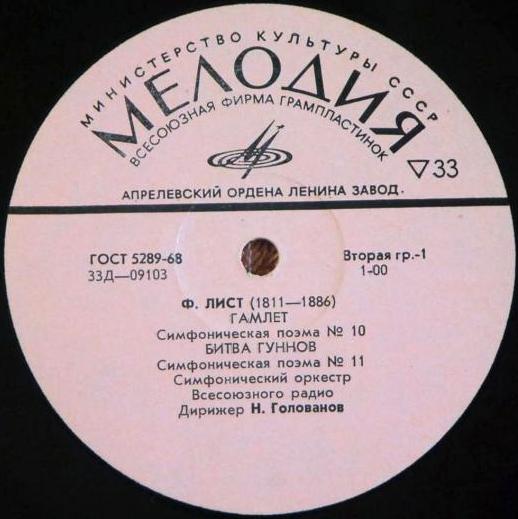 МИНИСТЕРСТВО КУЛЬТУРЫ СССР
МЕЛОДИЯ
ВСЕСОЮЗНАЯ ФИРМА ГРАМПЛАСТИНОК
▽33
АПРЕЛЕВСКИЙ ОРДЕНА ЛЕНИНА ЗАВОД.
ГОСТ 5289-68
33Д—09103
Вторая гр.-1
1-00
Ф. ЛИСТ (1811—1886)
ГАМЛЕТ
Симфоническая поэма № 10
БИТВА ГУННОВ
Симфоническая поэма № 11
Симфонический оркестр
Всесоюзного радио
Дирижер Н. Голованов